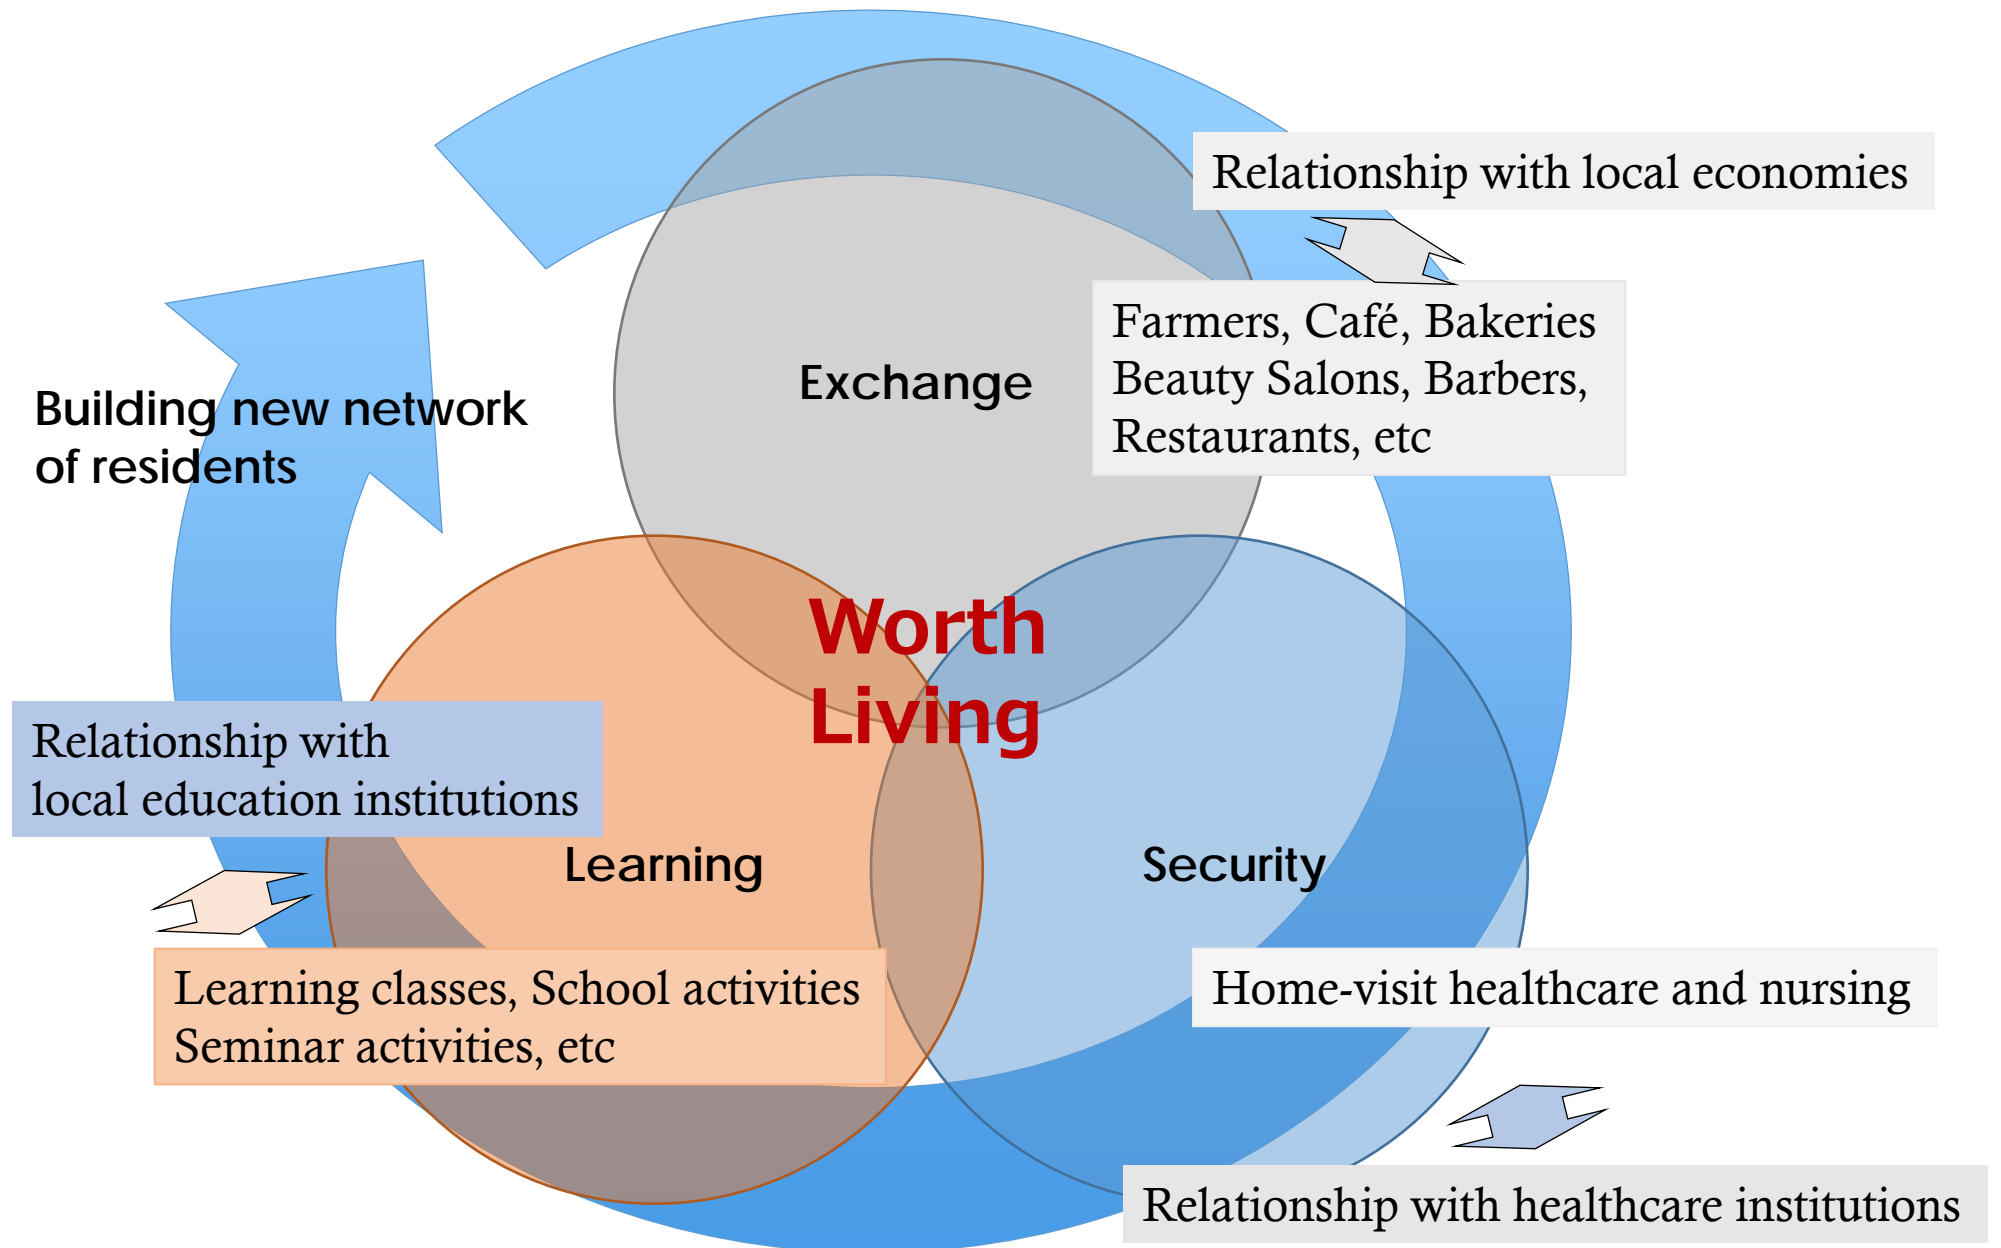 Relationship with local economies
Farmers, Café, Bakeries
Beauty Salons, Barbers,
Restaurants, etc
Exchange
Building new network
of residents
Worth
Living
Relationship with
local education institutions
Learning
Security
Learning classes, School activities
Seminar activities, etc
Home-visit healthcare and nursing
Relationship with healthcare institutions